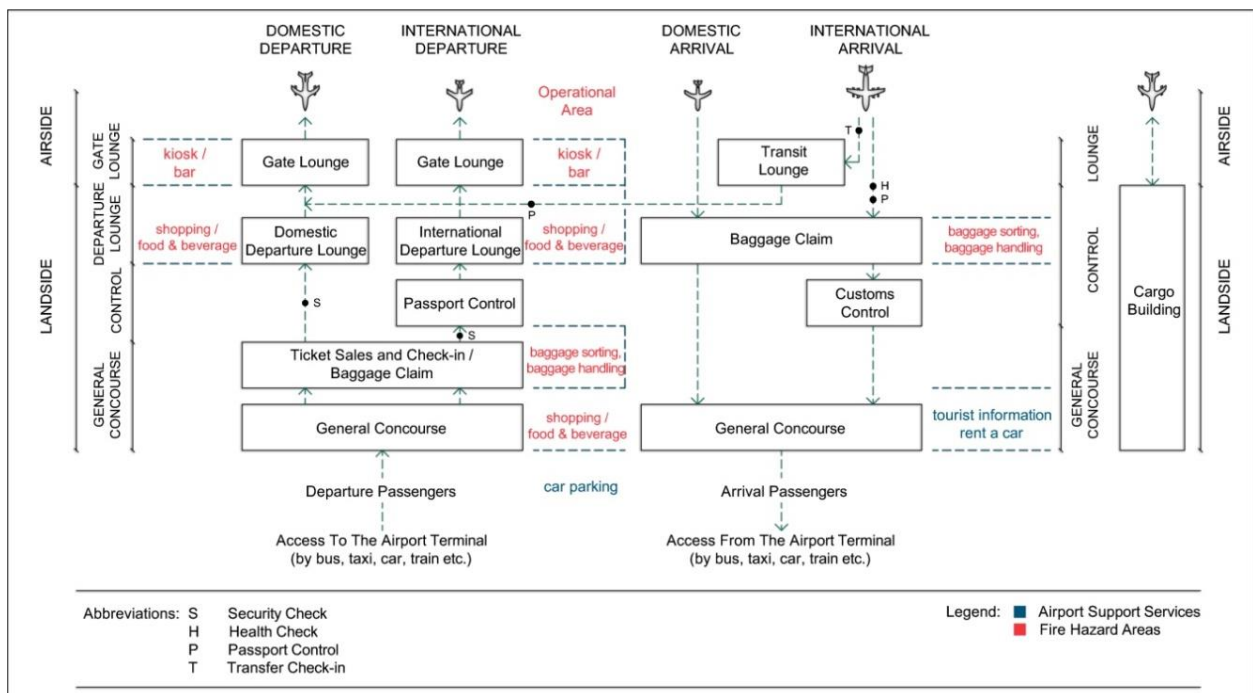 DOMESTIC
DEPARTURE
INTERNATIONAL
DEPARTURE
DOMESTIC
ARRIVAL
INTERNATIONAL
ARRIVAL
AIRSIDE
LANDSIDE
GATE
LOUNGE
DEPARTURE
LOUNGE
CONTROL
GENERAL
CONCOURSE
Operational
Area
kiosk /
bar
Gate Lounge
Gate Lounge
kiosk /
bar
T
Transit
Lounge
H
P
P
shopping /
food & beverage
Domestic
Departure Lounge
International
Departure Lounge
shopping /
food & beverage
Baggage Claim
baggage sorting,
baggage handling
S
Passport Control
S
Customs
Control
Ticket Sales and Check-in /
Baggage Claim
baggage sorting,
baggage handling
General Concourse
shopping /
food & beverage
General Concourse
tourist information
rent a car
LOUNGE
CONTROL
GENERAL
CONCOURSE
Cargo
Building
AIRSIDE
LANDSIDE
Departure Passengers
car parking
Arrival Passengers
Access To The Airport Terminal
(by bus, taxi, car, train etc.)
Access From The Airport Terminal
(by bus, taxi, car, train etc.)
Abbreviations: S Security Check
H Health Check
P Passport Control
T Transfer Check-in
Legend: Airport Support Services
Fire Hazard Areas